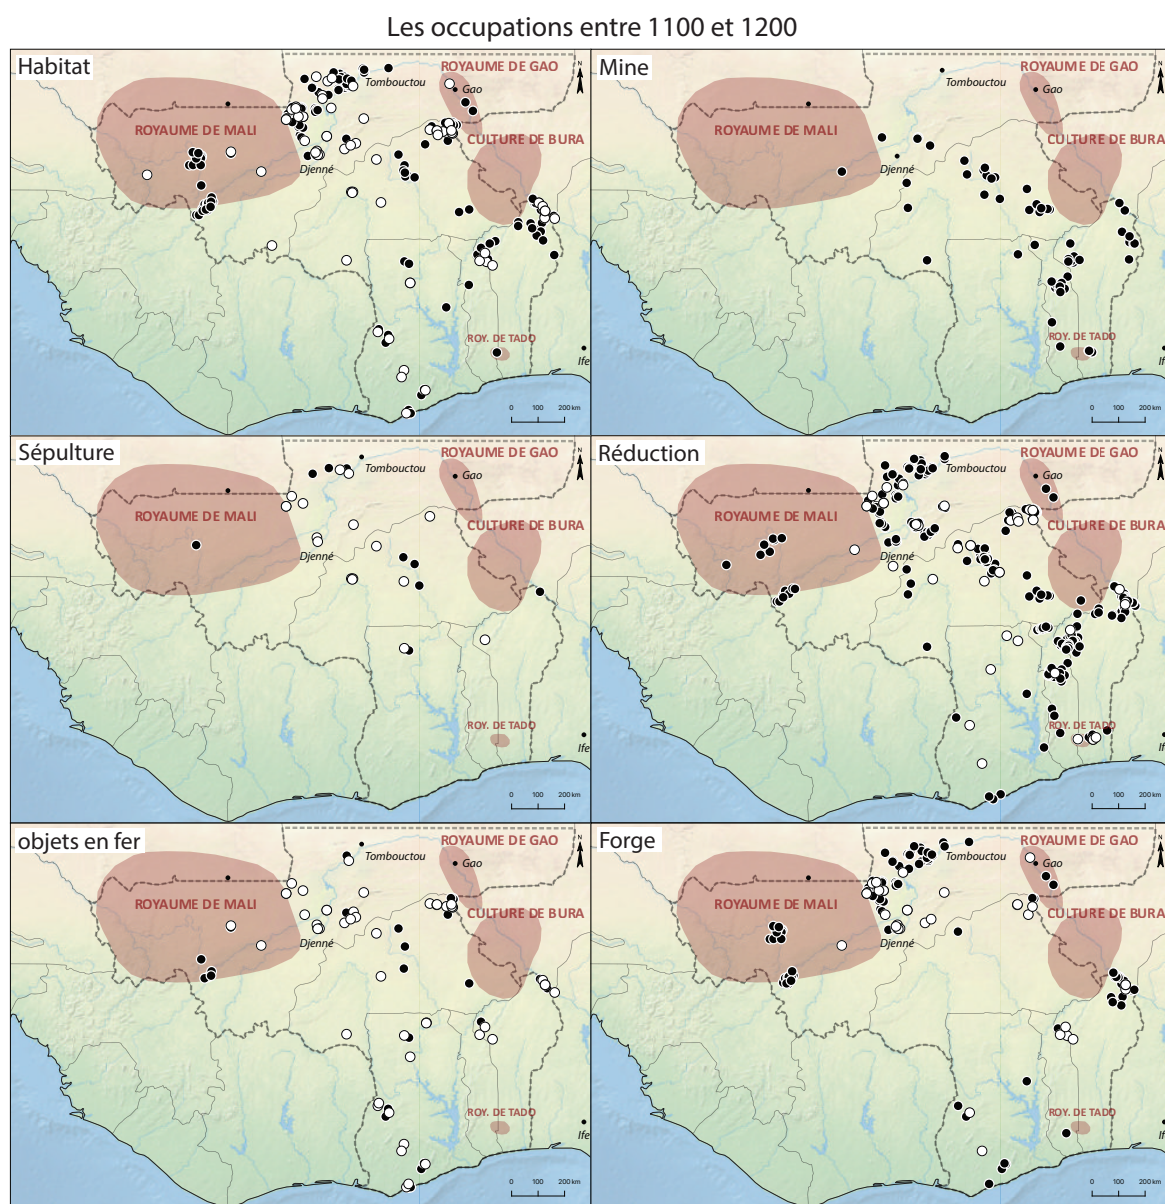 Les occupations entre 1100 et 1200
Habitat
ROYAUME DE GAO
N
Tombouctou
Gao
ROYAUME DE MALI
CULTURE DE BURA
Djenné
ROY. DE TADO
Ife
0 100 200 km
Mine
ROYAUME DE GAO
N
Tombouctou
Gao
ROYAUME DE MALI
CULTURE DE BURA
Djenné
ROY. DE TADO
Ife
0 100 200 km
Sépulture
ROYAUME DE GAO
N
Tombouctou
Gao
ROYAUME DE MALI
CULTURE DE BURA
Djenné
ROY. DE TADO
Ife
0 100 200 km
Réduction
ROYAUME DE GAO
N
Tombouctou
Gao
ROYAUME DE MALI
CULTURE DE BURA
Djenné
ROY. DE TADO
Ife
0 100 200 km
objets en fer
ROYAUME DE GAO
N
Tombouctou
Gao
ROYAUME DE MALI
CULTURE DE BURA
Djenné
ROY. DE TADO
Ife
0 100 200 km
Forge
ROYAUME DE GAO
N
Tombouctou
Gao
ROYAUME DE MALI
CULTURE DE BURA
Djenné
ROY. DE TADO
Ife
0 100 200 km